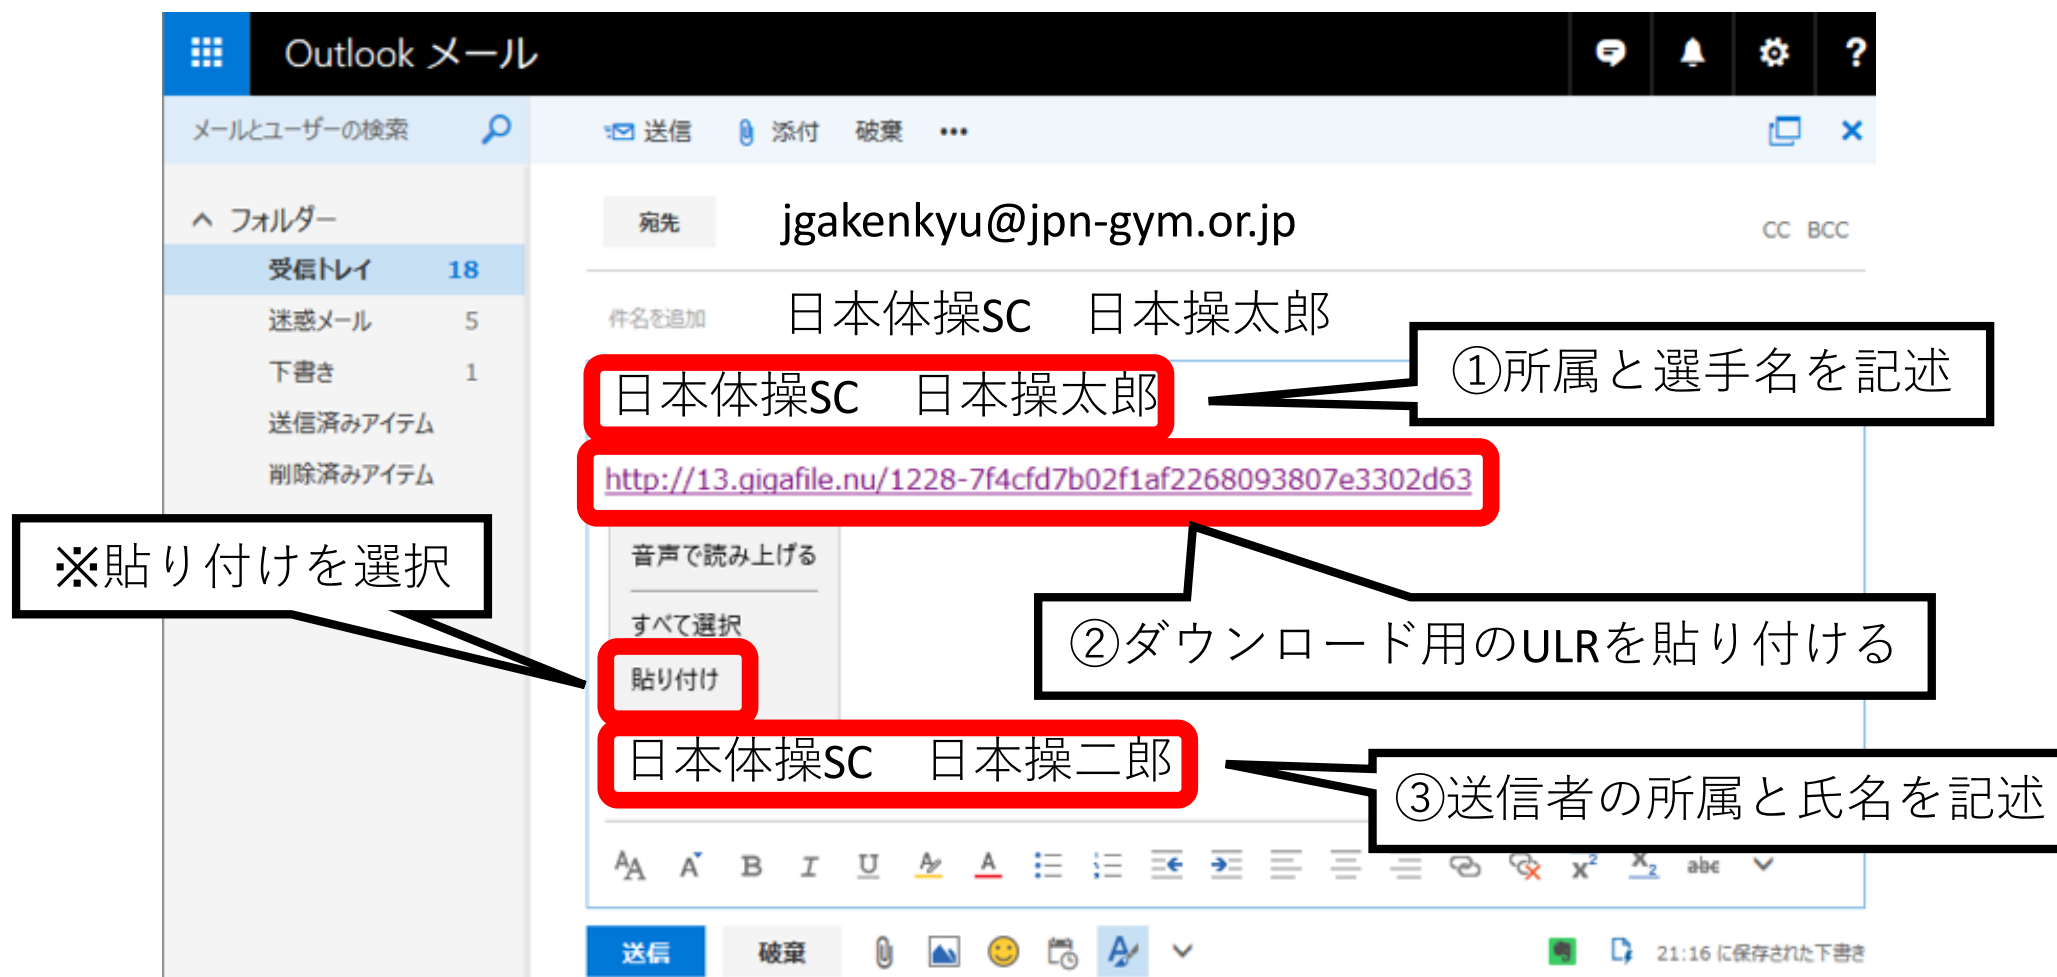 Outlook メール
?
メールとユーザーの検索
送信 添付 破棄 •••
フォルダー
受信トレイ 18
迷惑メール 5
下書き 1
送信済みアイテム
削除済みアイテム
宛先 jgakenkyu@jpn-gym.or.jp CC BCC
件名を追加 日本体操SC 日本操太郎
①所属と選手名を記述
日本体操SC 日本操太郎
http://13.gigafile.nu/1228-7f4cfd7b02f1af2268093807e3302d63
※貼り付けを選択
音声で読み上げる
すべて選択
貼り付け
②ダウンロード用のULRを貼り付ける
日本体操SC 日本操二郎
③送信者の所属と氏名を記述
AA A B I U A A x² x₂ abc
送信 破棄 21:16 に保存された下書き